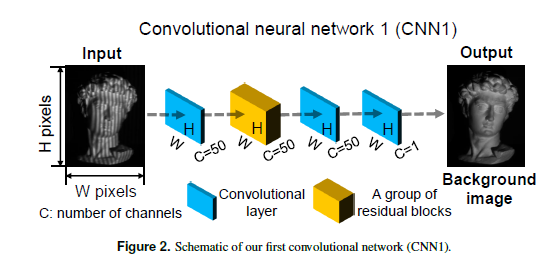 Convolutional neural network 1 (CNN1)
Input
Output
H pixels
W pixels
H
W
C=50
H
W
C=50
H
W
C=50
H
W
C=1
Background
image
C: number of channels
Convolutional
layer
A group of
residual blocks
Figure 2. Schematic of our first convolutional network (CNN1).